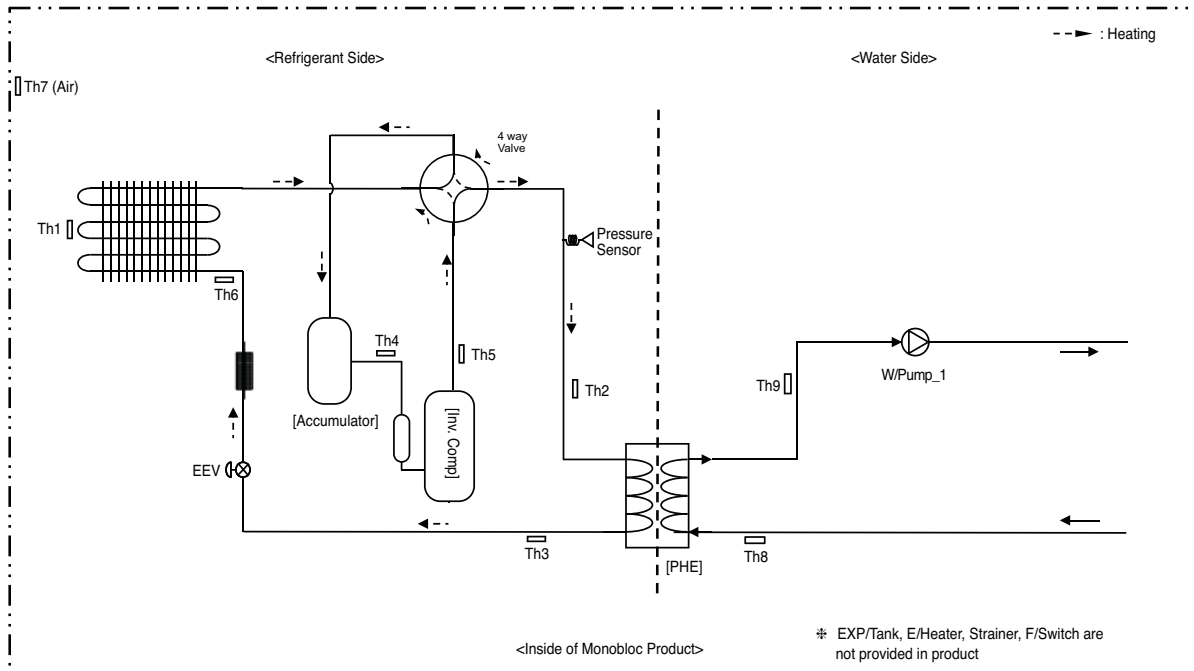 : Heating
<Refrigerant Side>
<Water Side>
Th7 (Air)
4 way
Valve
Th1
Pressure
Sensor
Th6
Th4
Th5
Th2
Th9
W/Pump_1
[Accumulator]
[Inv. Comp]
EEV
Th3
Th8
[PHE]
<Inside of Monobloc Product>
⁜ EXP/Tank, E/Heater, Strainer, F/Switch are
not provided in product